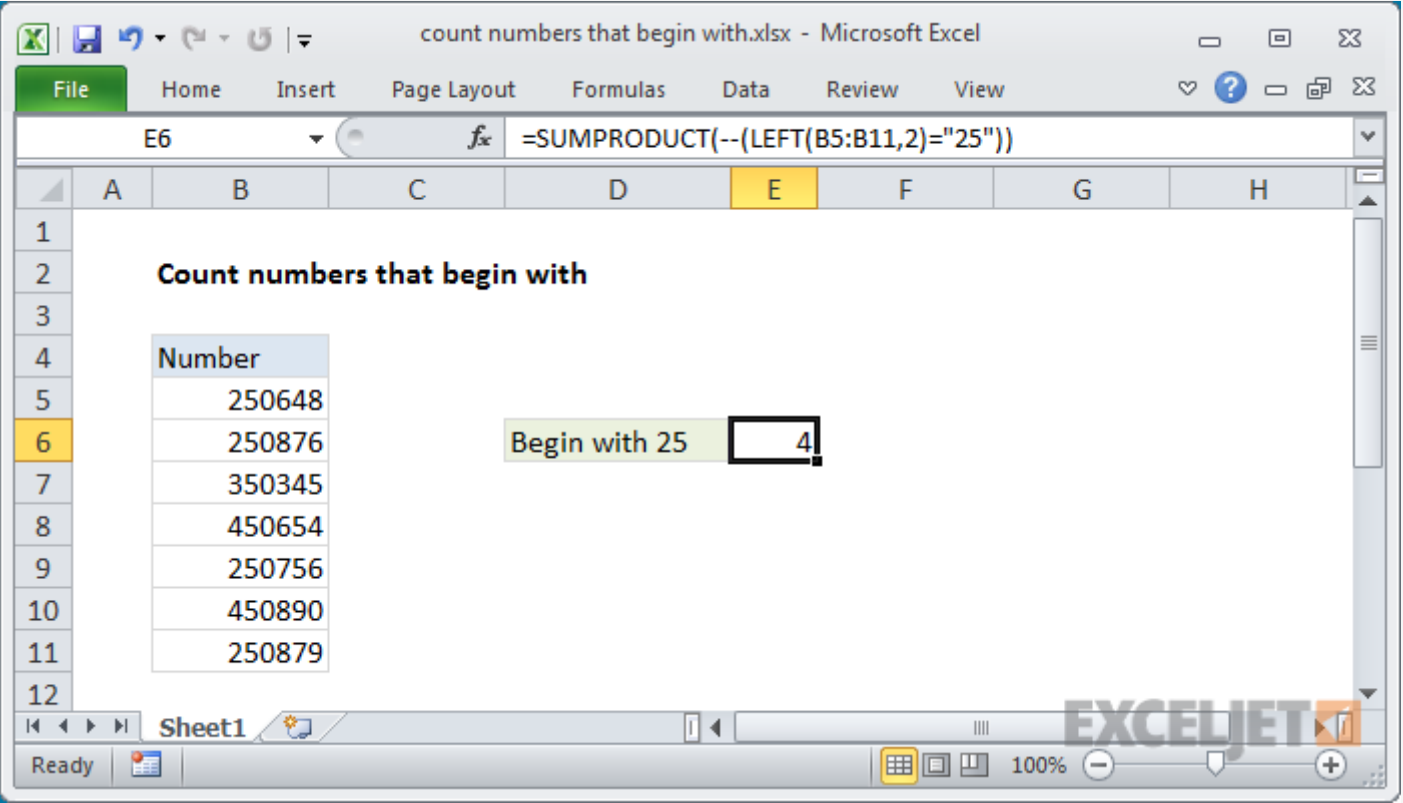 count numbers that begin with.xlsx - Microsoft Excel
File Home Insert Page Layout Formulas Data Review View
E6 fx =SUMPRODUCT(--(LEFT(B5:B11,2)="25"))
A B C D E F G H
1
2 Count numbers that begin with
3
4 Number
5 250648
6 250876 Begin with 25 4
7 350345
8 450654
9 250756
10 450890
11 250879
12
Sheet1 EXCELJET
Ready 100%